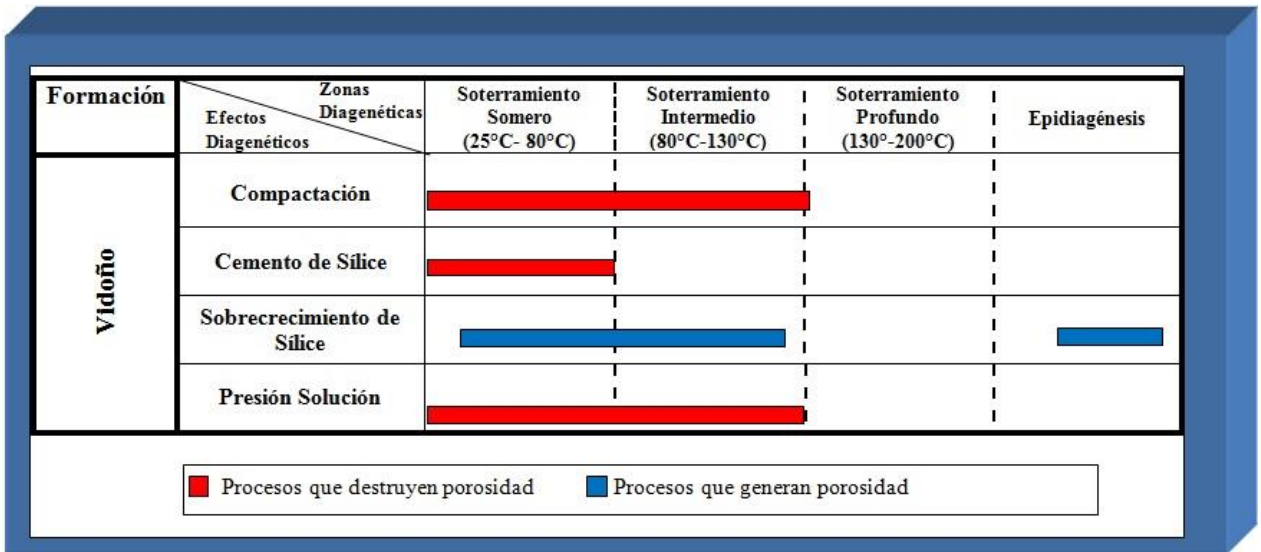 Formación
Zonas
Diagenéticas
Efectos
Diagenéticos
Soterramiento
Somero
(25°C- 80°C)
Soterramiento
Intermedio
(80°C-130°C)
Soterramiento
Profundo
(130°-200°C)
Epidiagénesis
Vidoño
Compactación
Cemento de Sílice
Sobrecrecimiento de
Sílice
Presión Solución
Procesos que destruyen porosidad
Procesos que generan porosidad